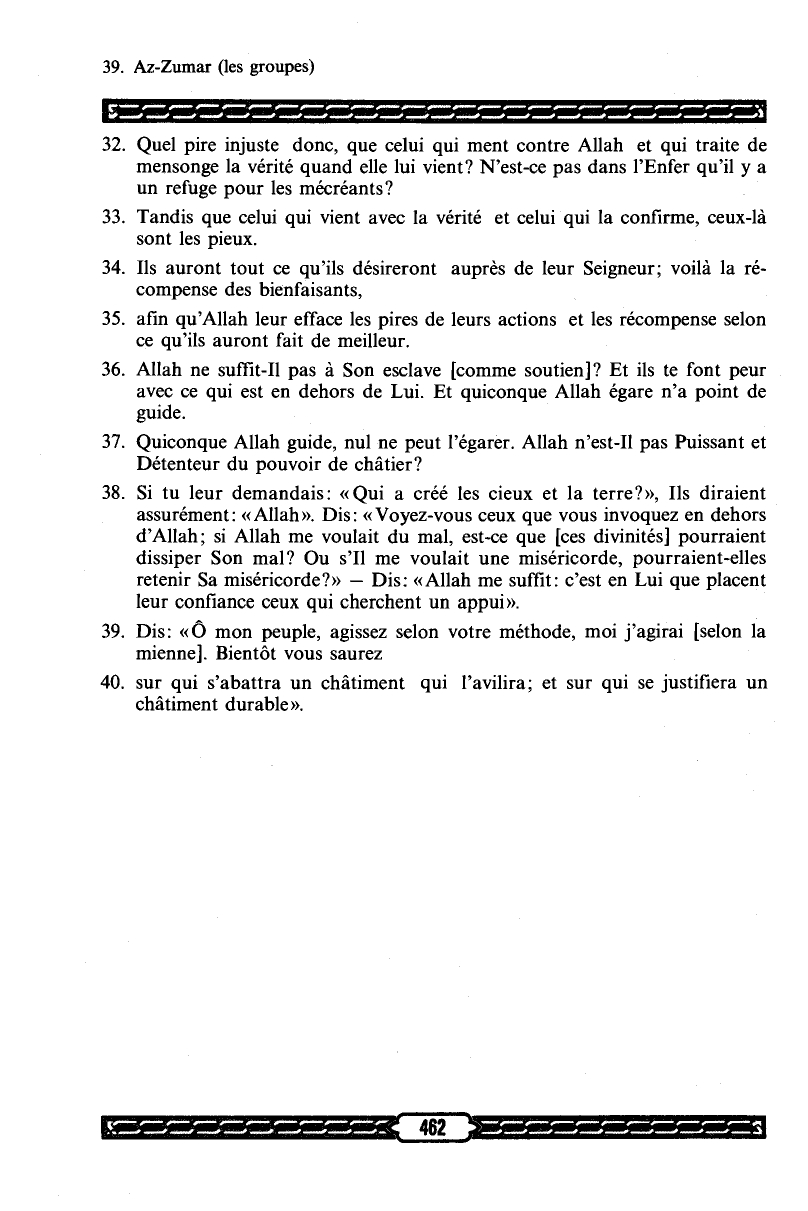 39. Az-Zumar (les groupes)
32. Quel pire injuste donc, que celui qui ment contre Allah et qui traite de
mensonge la vérité quand elle lui vient? N'est-ce pas dans l'Enfer qu'il y a
un refuge pour les mécréants?
33. Tandis que celui qui vient avec la vérité et celui qui la confirme, ceux-là
sont les pieux.
34. Ils auront tout ce qu'ils désireront auprès de leur Seigneur; voilà la ré-
compense des bienfaisants,
35. afin qu'Allah leur efface les pires de leurs actions et les récompense selon
ce qu'ils auront fait de meilleur.
36. Allah ne suffit-Il pas à Son esclave [comme soutien]? Et ils te font peur
avec ce qui est en dehors de Lui. Et quiconque Allah égare n'a point de
guide.
37. Quiconque Allah guide, nul ne peut l'égarer. Allah n'est-Il pas Puissant et
Détenteur du pouvoir de châtier?
38. Si tu leur demandais: «Qui a créé les cieux et la terre?», Ils diraient
assurément: «Allah». Dis: «Voyez-vous ceux que vous invoquez en dehors
d'Allah; si Allah me voulait du mal, est-ce que [ces divinités] pourraient
dissiper Son mal? Ou s'Il me voulait une miséricorde, pourraient-elles
retenir Sa miséricorde?» — Dis: «Allah me suffit: c'est en Lui que placent
leur confiance ceux qui cherchent un appui».
39. Dis: «Ô mon peuple, agissez selon votre méthode, moi j'agirai [selon la
mienne]. Bientôt vous saurez
40. sur qui s'abattra un châtiment qui l'avilira; et sur qui se justifiera un
châtiment durable».
462